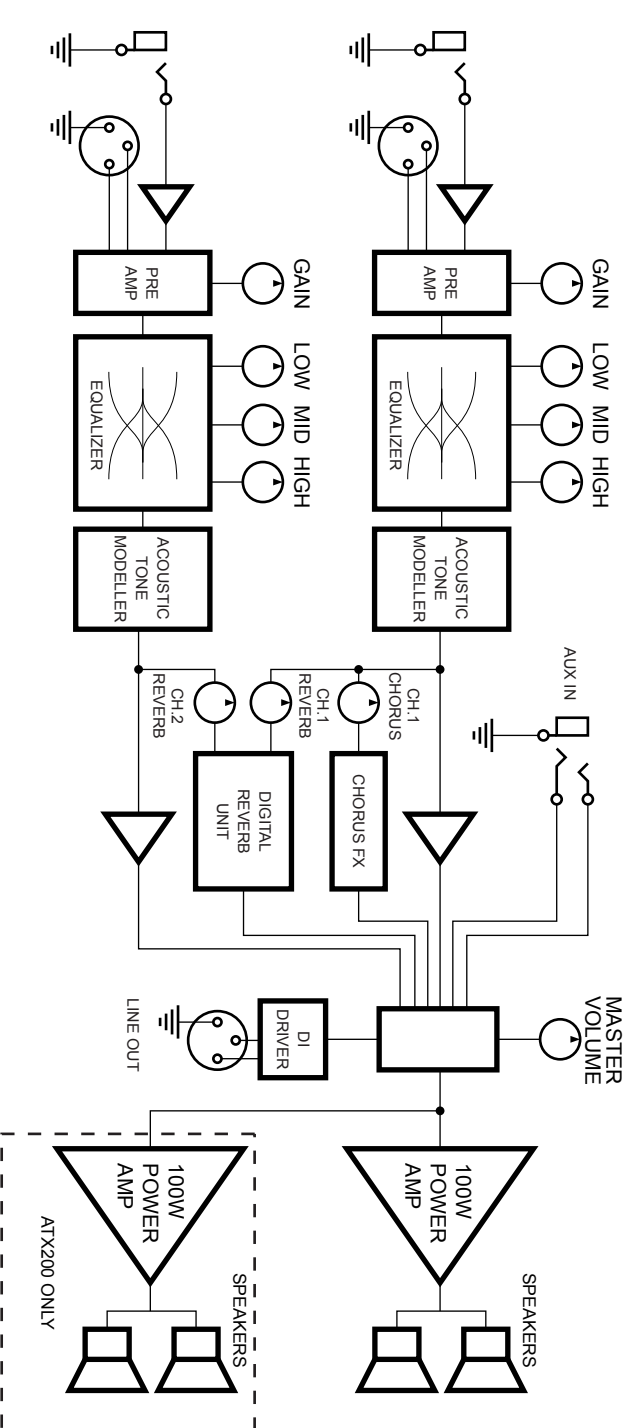 GAIN
LOW
MID
HIGH
PRE
AMP
EQUALIZER
ACOUSTIC
TONE
MODELLER
AUX IN
CH.1
CHORUS
CHORUS FX
MASTER
VOLUME
100W
POWER
AMP
SPEAKERS
GAIN
LOW
MID
HIGH
PRE
AMP
EQUALIZER
ACOUSTIC
TONE
MODELLER
CH.1
REVERB
CH.2
REVERB
DIGITAL
REVERB
UNIT
DI
DRIVER
LINE OUT
100W
POWER
AMP
SPEAKERS
ATX200 ONLY